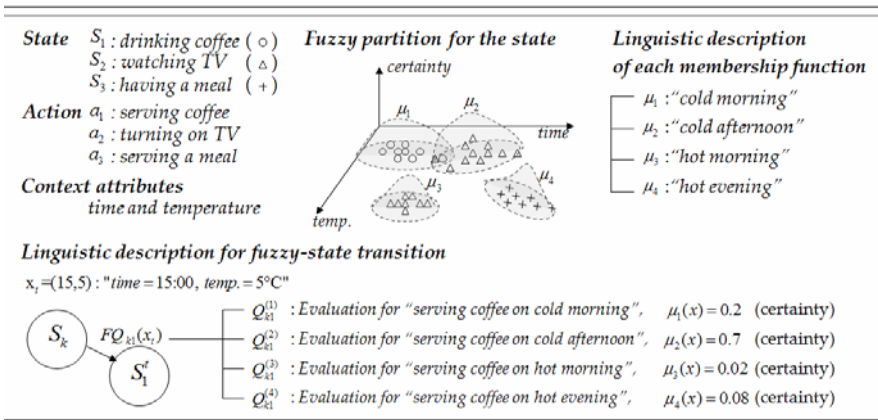 State S₁ : drinking coffee ( ○ )
S₂ : watching TV ( △ )
S₃ : having a meal ( + )
Action a₁ : serving coffee
a₂ : turning on TV
a₃ : serving a meal
Context attributes
time and temperature
Fuzzy partition for the state
certainty
μ₁
μ₂
time
μ₃
μ₄
temp.
Linguistic description
of each membership function
μ₁ : "cold morning"
μ₂ : "cold afternoon"
μ₃ : "hot morning"
μ₄ : "hot evening"
Linguistic description for fuzzy-state transition
xₜ=(15,5) : "time = 15:00, temp. = 5°C"
Sₖ
FQₖ₁(xₜ)
S₁ᵗ
Qₖ₁⁽¹⁾ : Evaluation for "serving coffee on cold morning", μ₁(x) = 0.2 (certainty)
Qₖ₁⁽²⁾ : Evaluation for "serving coffee on cold afternoon", μ₂(x) = 0.7 (certainty)
Qₖ₁⁽³⁾ : Evaluation for "serving coffee on hot morning", μ₃(x) = 0.02 (certainty)
Qₖ₁⁽⁴⁾ : Evaluation for "serving coffee on hot evening", μ₄(x) = 0.08 (certainty)